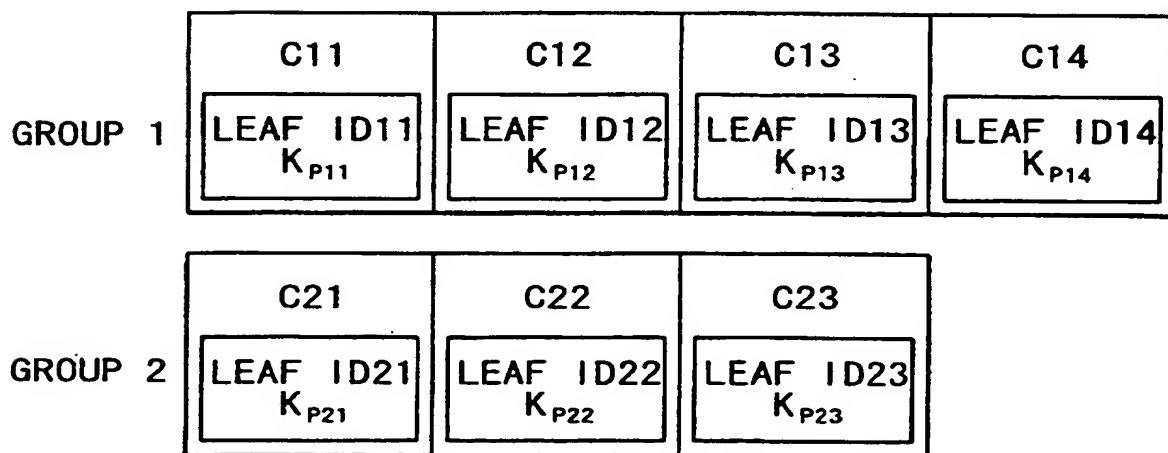 C11 C12 C13 C14
GROUP 1 LEAF ID11 LEAF ID12 LEAF ID13 LEAF ID14
K_P11 K_P12 K_P13 K_P14
C21 C22 C23
GROUP 2 LEAF ID21 LEAF ID22 LEAF ID23
K_P21 K_P22 K_P23